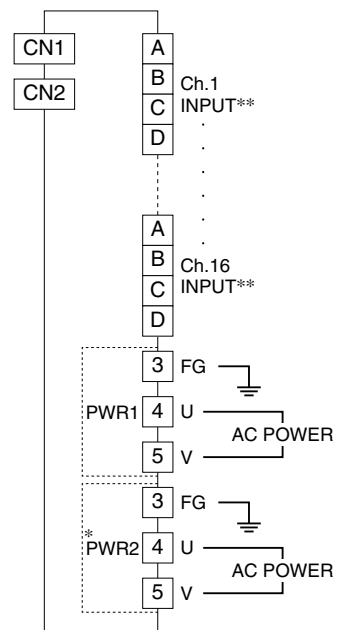 CN1
CN2
A
B
C
D
Ch.1
INPUT**
A
B
C
D
Ch.16
INPUT**
PWR1
3 FG
4 U
5 V
AC POWER
*
PWR2
3 FG
4 U
5 V
AC POWER